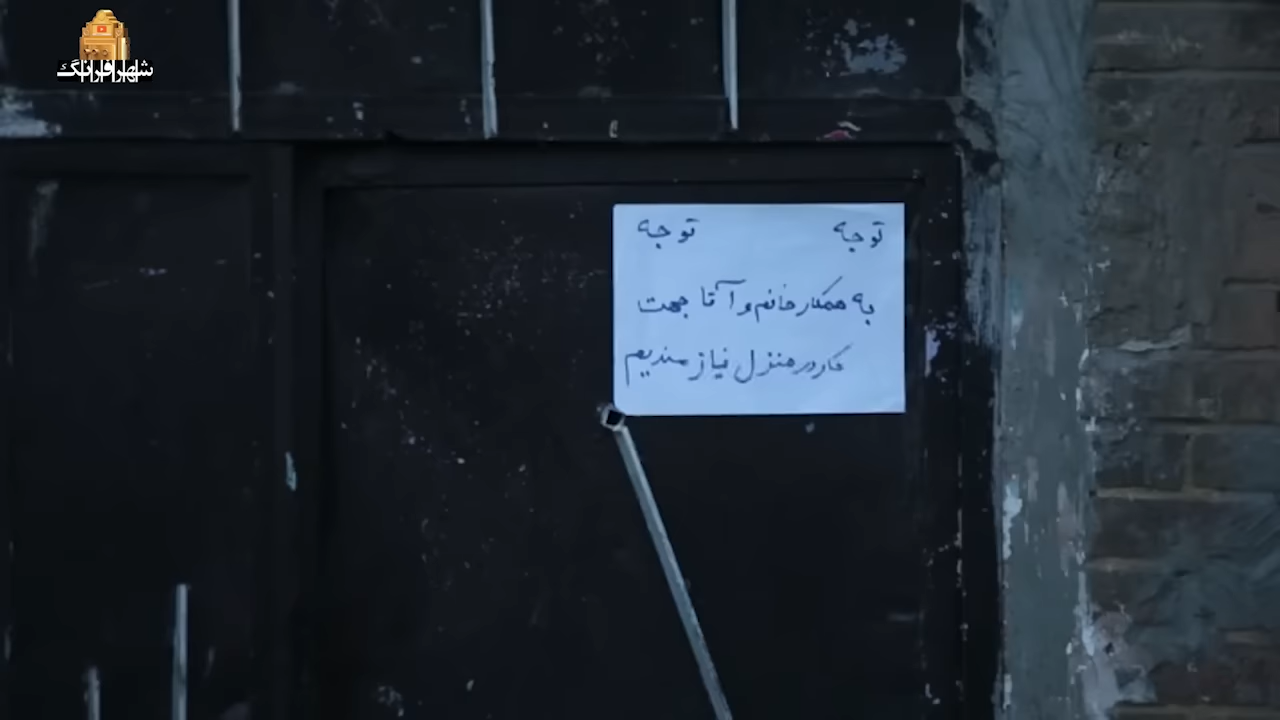 شهر فرنگ
توجه توجه
به همکار خانم و آقا جهت
کار در منزل نیازمندیم